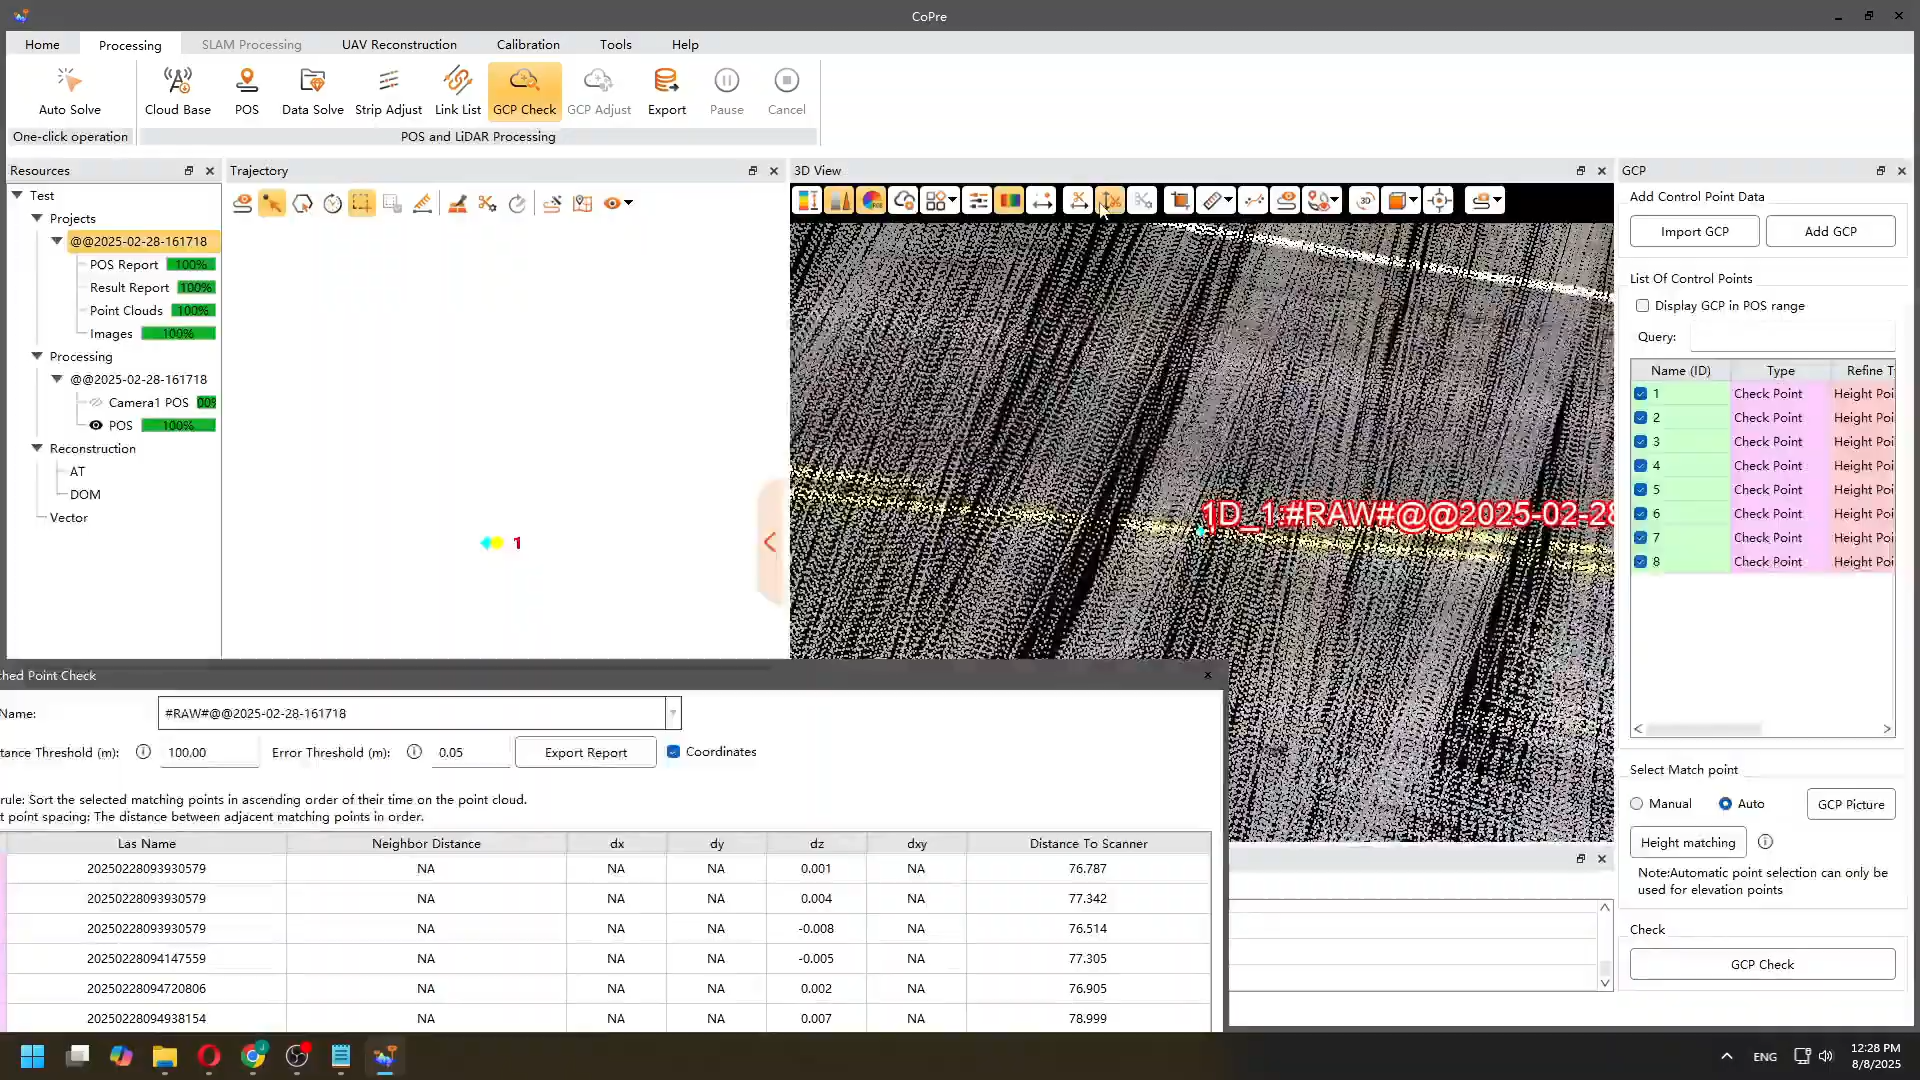 CoPre
Home
Processing
SLAM Processing
UAV Reconstruction
Calibration
Tools
Help
Auto Solve
Cloud Base
POS
Data Solve
Strip Adjust
Link List
GCP Check
GCP Adjust
Export
Pause
Cancel
One-click operation
POS and LiDAR Processing
Resources
Test
Projects
@@2025-02-28-161718
POS Report 100%
Result Report 100%
Point Clouds 100%
Images 100%
Processing
@@2025-02-28-161718
Camera1 POS 00%
POS 100%
Reconstruction
AT
DOM
Vector
Trajectory
1
3D View
3D
1D_1:#RAW#@@2025-02-28
GCP
Add Control Point Data
Import GCP
Add GCP
List Of Control Points
Display GCP in POS range
Query:
Name (ID) Type Refine T
1 Check Point Height Poi
2 Check Point Height Poi
3 Check Point Height Poi
4 Check Point Height Poi
5 Check Point Height Poi
6 Check Point Height Poi
7 Check Point Height Poi
8 Check Point Height Poi
Select Match point
Manual Auto GCP Picture
Height matching
Note:Automatic point selection can only be
used for elevation points
Check
GCP Check
ched Point Check
Name: #RAW#@@2025-02-28-161718
tance Threshold (m): 100.00 Error Threshold (m): 0.05 Export Report Coordinates
rule: Sort the selected matching points in ascending order of their time on the point cloud.
t point spacing: The distance between adjacent matching points in order.
Las Name Neighbor Distance dx dy dz dxy Distance To Scanner
20250228093930579 NA NA NA 0.001 NA 76.787
20250228093930579 NA NA NA 0.004 NA 77.342
20250228093930579 NA NA NA -0.008 NA 76.514
20250228094147559 NA NA NA -0.005 NA 77.305
20250228094720806 NA NA NA 0.002 NA 76.905
20250228094938154 NA NA NA 0.007 NA 78.999
ENG
12:28 PM
8/8/2025